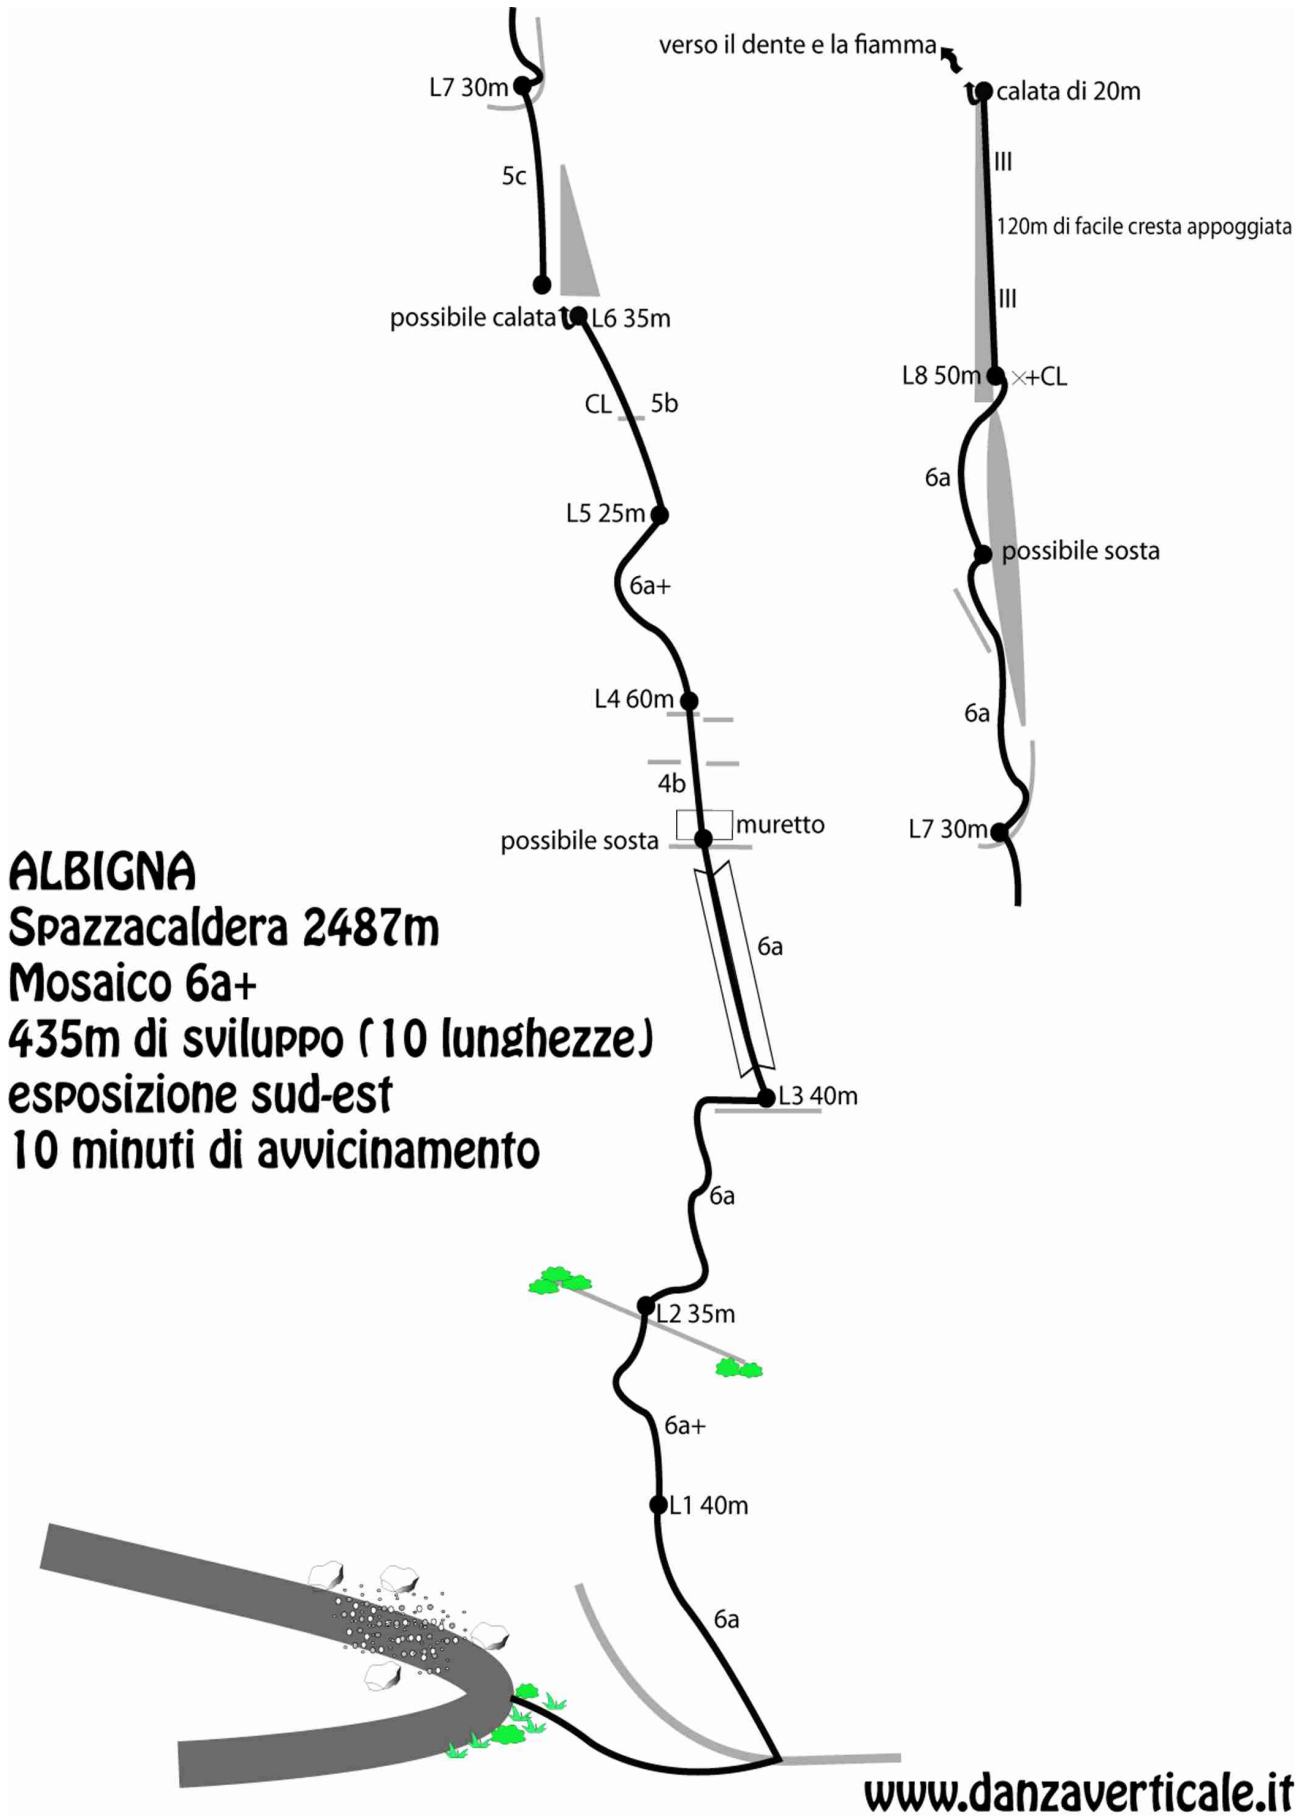 verso il dente e la fiamma
calata di 20m
L7 30m
III
5c
120m di facile cresta appoggiata
III
possibile calata
L6 35m
L8 50m
×+CL
CL
5b
6a
L5 25m
possibile sosta
6a+
L4 60m
6a
4b
muretto
L7 30m
possibile sosta
ALBIGNA
Spazzacaldera 2487m
6a
Mosaico 6a+
435m di sviluppo (10 lunghezze)
esposizione sud-est
L3 40m
10 minuti di avvicinamento
6a
L2 35m
6a+
L1 40m
6a
www.danzaverticale.it